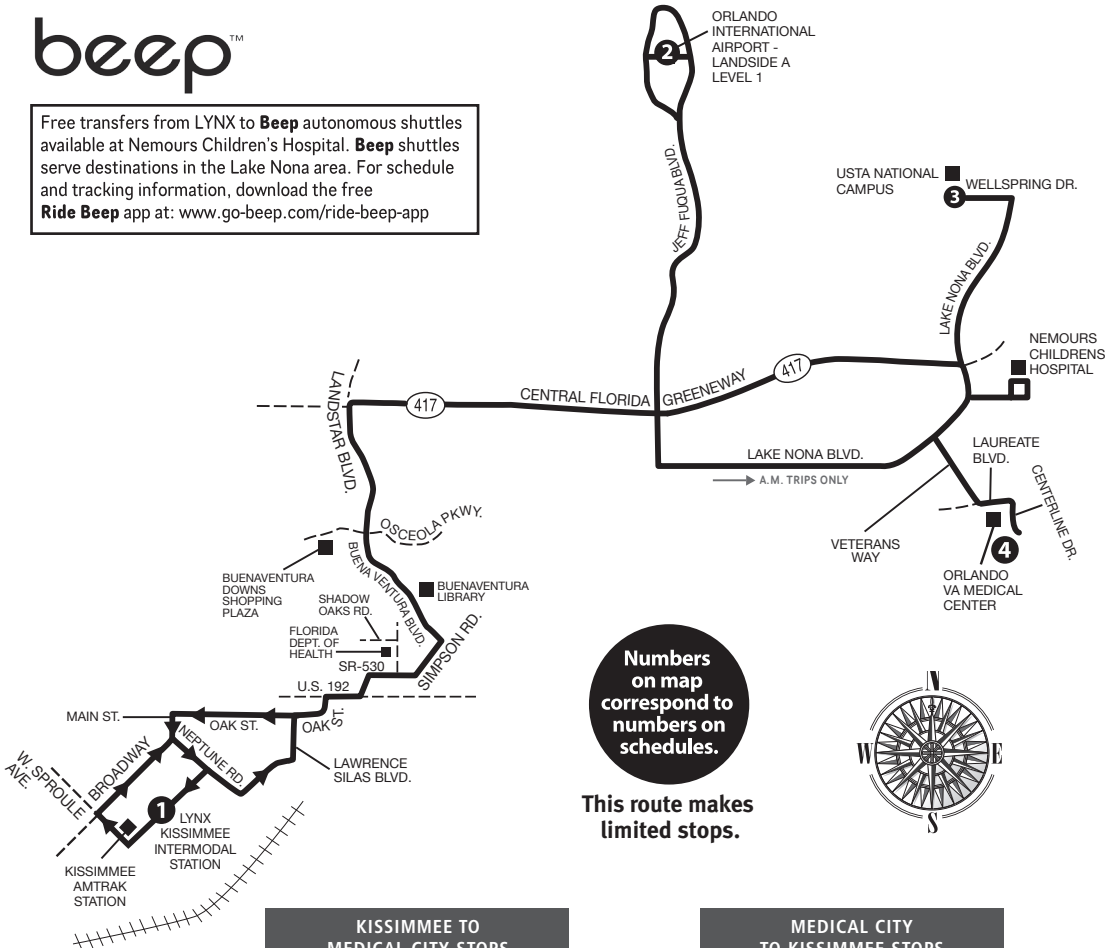 beep™
Free transfers from LYNX to Beep autonomous shuttles
available at Nemours Children's Hospital. Beep shuttles
serve destinations in the Lake Nona area. For schedule
and tracking information, download the free
Ride Beep app at: www.go-beep.com/ride-beep-app
2
ORLANDO
INTERNATIONAL
AIRPORT -
LANDSIDE A
LEVEL 1
JEFF FUQUA BLVD.
USTA NATIONAL
CAMPUS
3
WELLSPRING DR.
LAKE NONA BLVD.
NEMOURS
CHILDRENS
HOSPITAL
417
CENTRAL FLORIDA GREENEWAY
417
LANDSTAR BLVD.
LAKE NONA BLVD.
A.M. TRIPS ONLY
LAUREATE
BLVD.
CENTERLINE DR.
VETERANS
WAY
4
ORLANDO
VA MEDICAL
CENTER
OSCEOLA PKWY.
BUENAVENTURA
DOWNS
SHOPPING
PLAZA
BUENA VENTURA BLVD.
BUENAVENTURA
LIBRARY
SHADOW
OAKS RD.
FLORIDA
DEPT. OF
HEALTH
SR-530
SIMPSON RD.
U.S. 192
MAIN ST.
OAK ST.
OAK ST.
NEPTUNE RD.
BROADWAY
W. SPROULE
AVE.
LAWRENCE
SILAS BLVD.
1
LYNX
KISSIMMEE
INTERMODAL
STATION
KISSIMMEE
AMTRAK
STATION
Numbers
on map
correspond to
numbers on
schedules.
This route makes
limited stops.
N
W
E
S
KISSIMMEE TO
MEDICAL CITY STOPS
MEDICAL CITY
TO KISSIMMEE STOPS